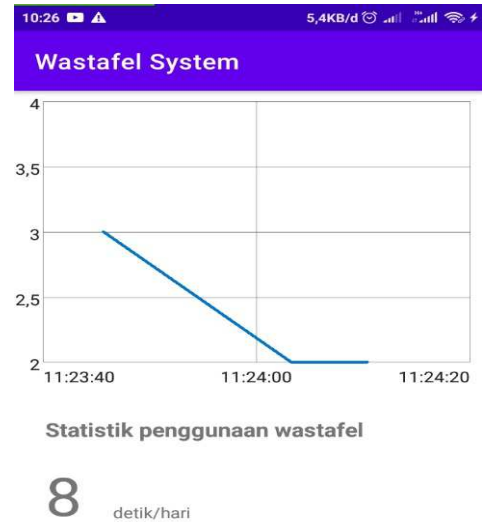 10:26 5,4KB/d
Wastafel System
4
3,5
3
2,5
2
11:23:40 11:24:00 11:24:20
Statistik penggunaan wastafel
8 detik/hari